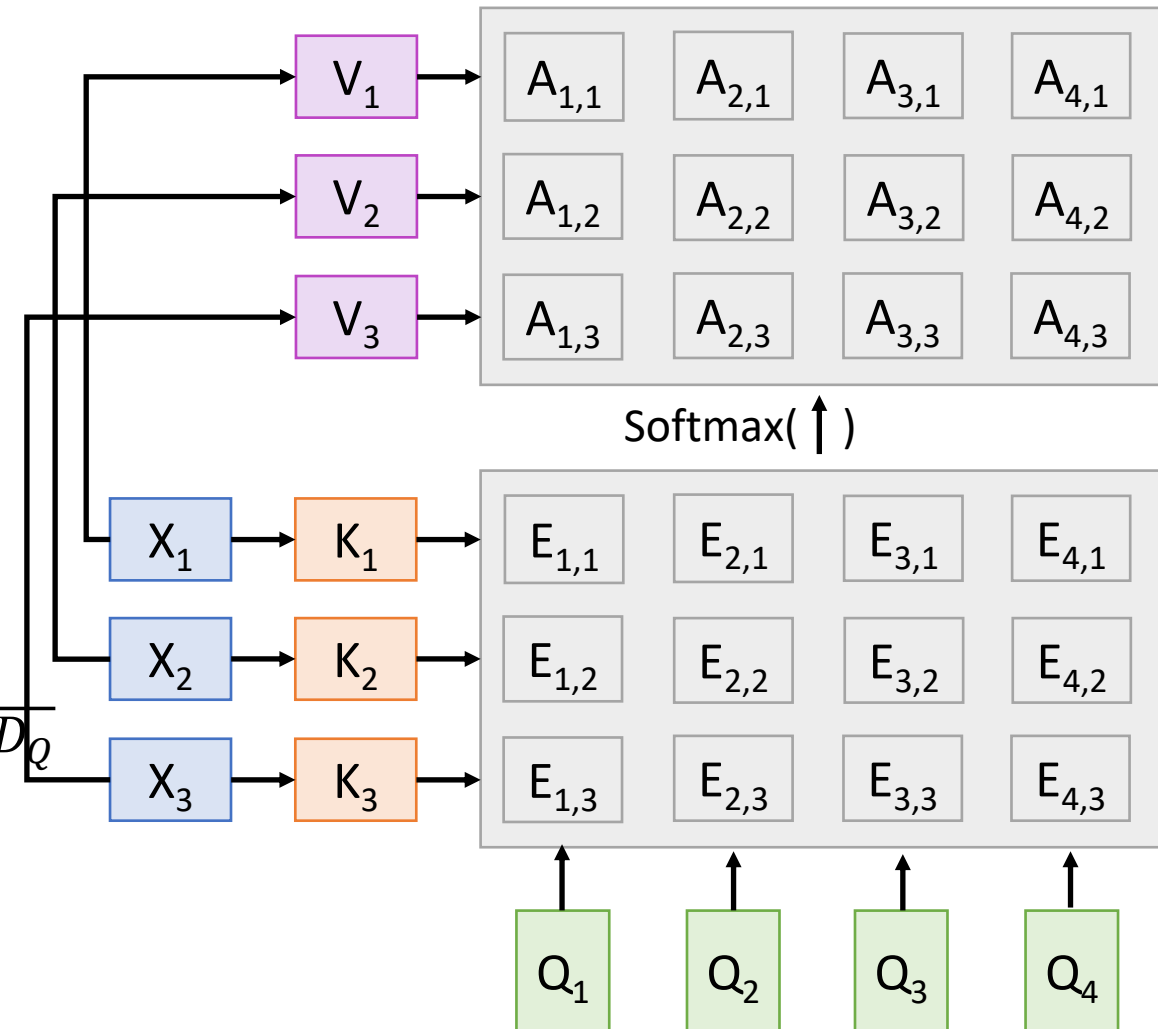 V₁ A₁,₁ A₂,₁ A₃,₁ A₄,₁
V₂ A₁,₂ A₂,₂ A₃,₂ A₄,₂
V₃ A₁,₃ A₂,₃ A₃,₃ A₄,₃
Softmax( ↑ )
X₁ K₁ E₁,₁ E₂,₁ E₃,₁ E₄,₁
X₂ K₂ E₁,₂ E₂,₂ E₃,₂ E₄,₂
D_Q
X₃ K₃ E₁,₃ E₂,₃ E₃,₃ E₄,₃
Q₁ Q₂ Q₃ Q₄